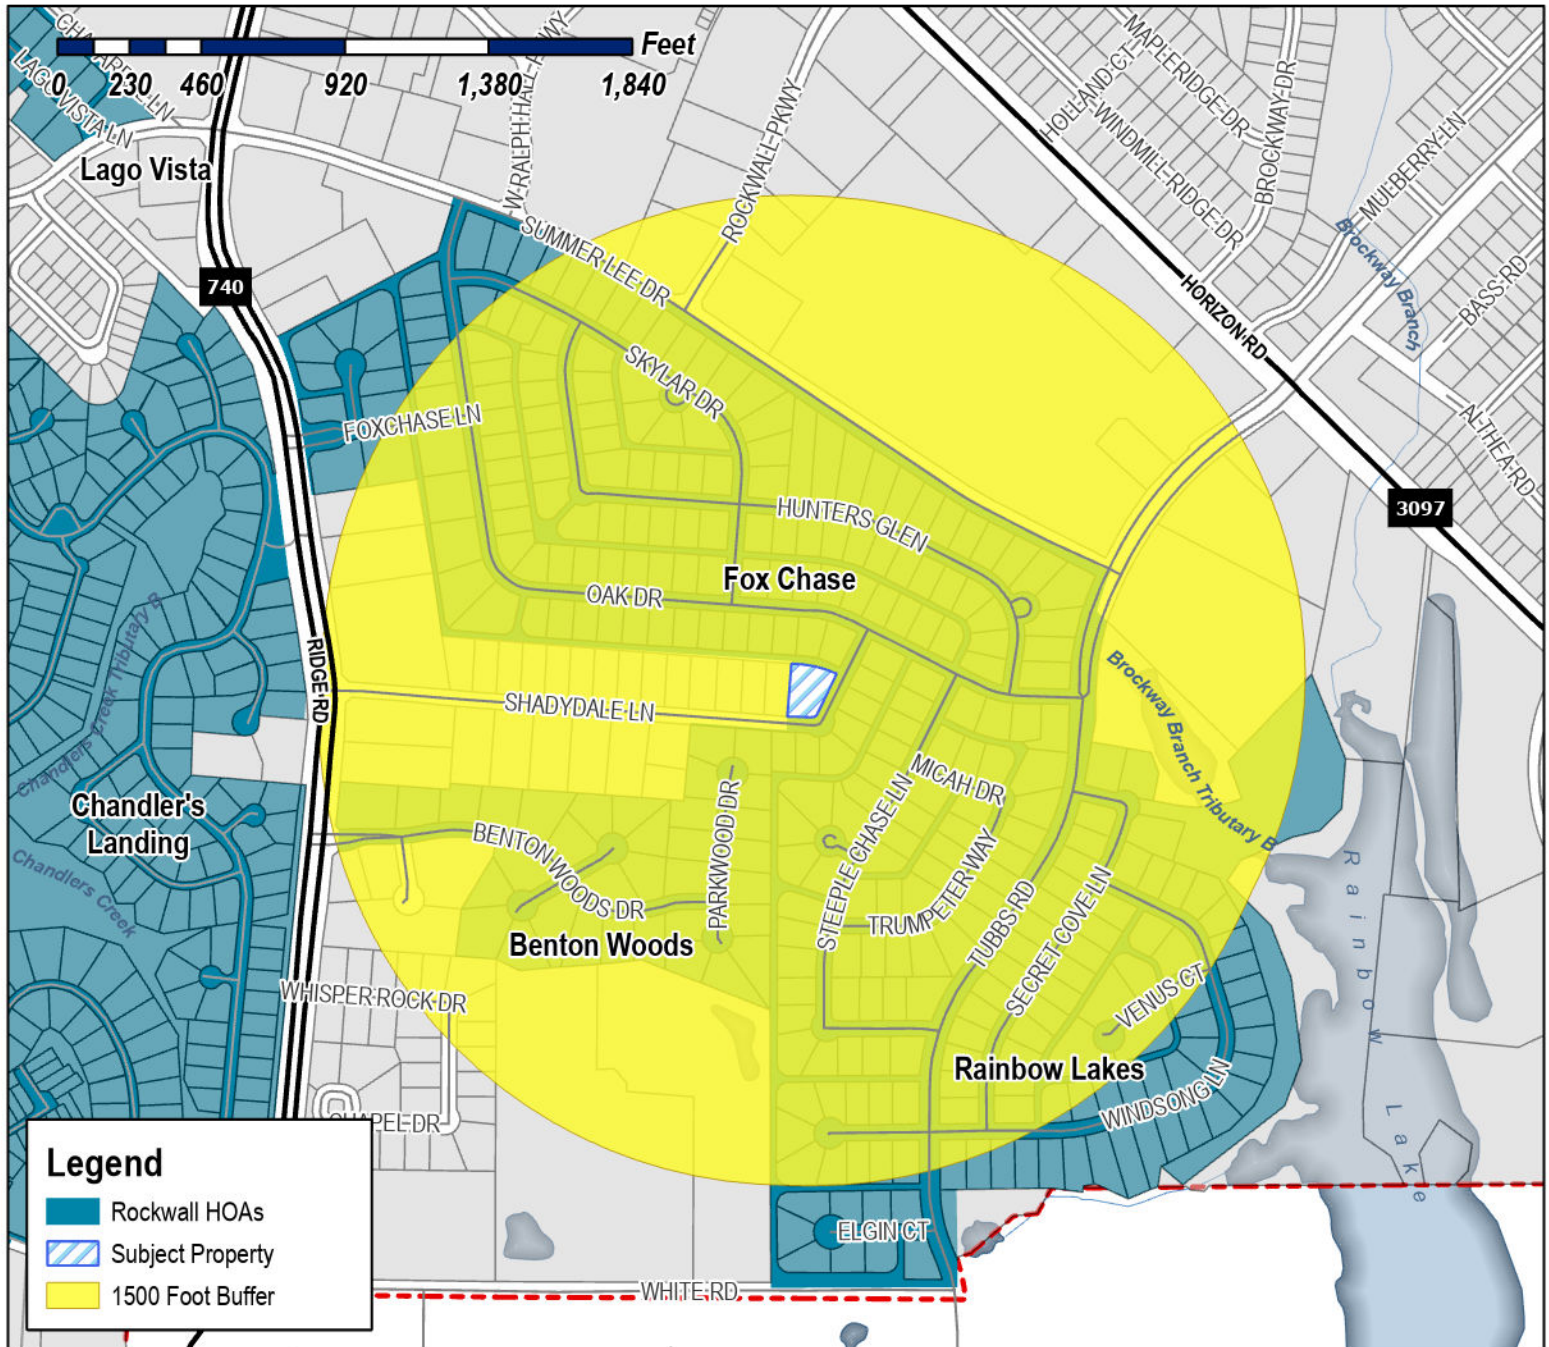 Feet
0 230 460 920 1,380 1,840
LAGO VISTA LN
Lago Vista
W RALPH HALL PKWY
ROCKWALL PKWY
HOLLAND CT
MAPLERIDGE DR
WINDMILL RIDGE DR
BROCKWAY DR
MULBERRY LN
Brockway Branch
BASS RD
ALTHEA RD
HORIZON RD
740
3097
SUMMER LEE DR
SKYLAR DR
FOXCHASE LN
HUNTERS GLEN
Fox Chase
OAK DR
RIDGE RD
SHADYDALE LN
Brockway Branch Tributary B
Chandlers Creek Tributary B
Chandler's
Landing
Chandlers Creek
MICAH DR
BENTON WOODS DR
PARKWOOD DR
STEEPLE CHASE LN
TRUMPETER WAY
TUBBS RD
SECRET COVE LN
Benton Woods
WHISPER ROCK DR
VENUS CT
Rainbow Lakes
WINDSONG LN
Rainbow Lake
ELGIN CT
WHITE RD
Legend
Rockwall HOAs
Subject Property
1500 Foot Buffer